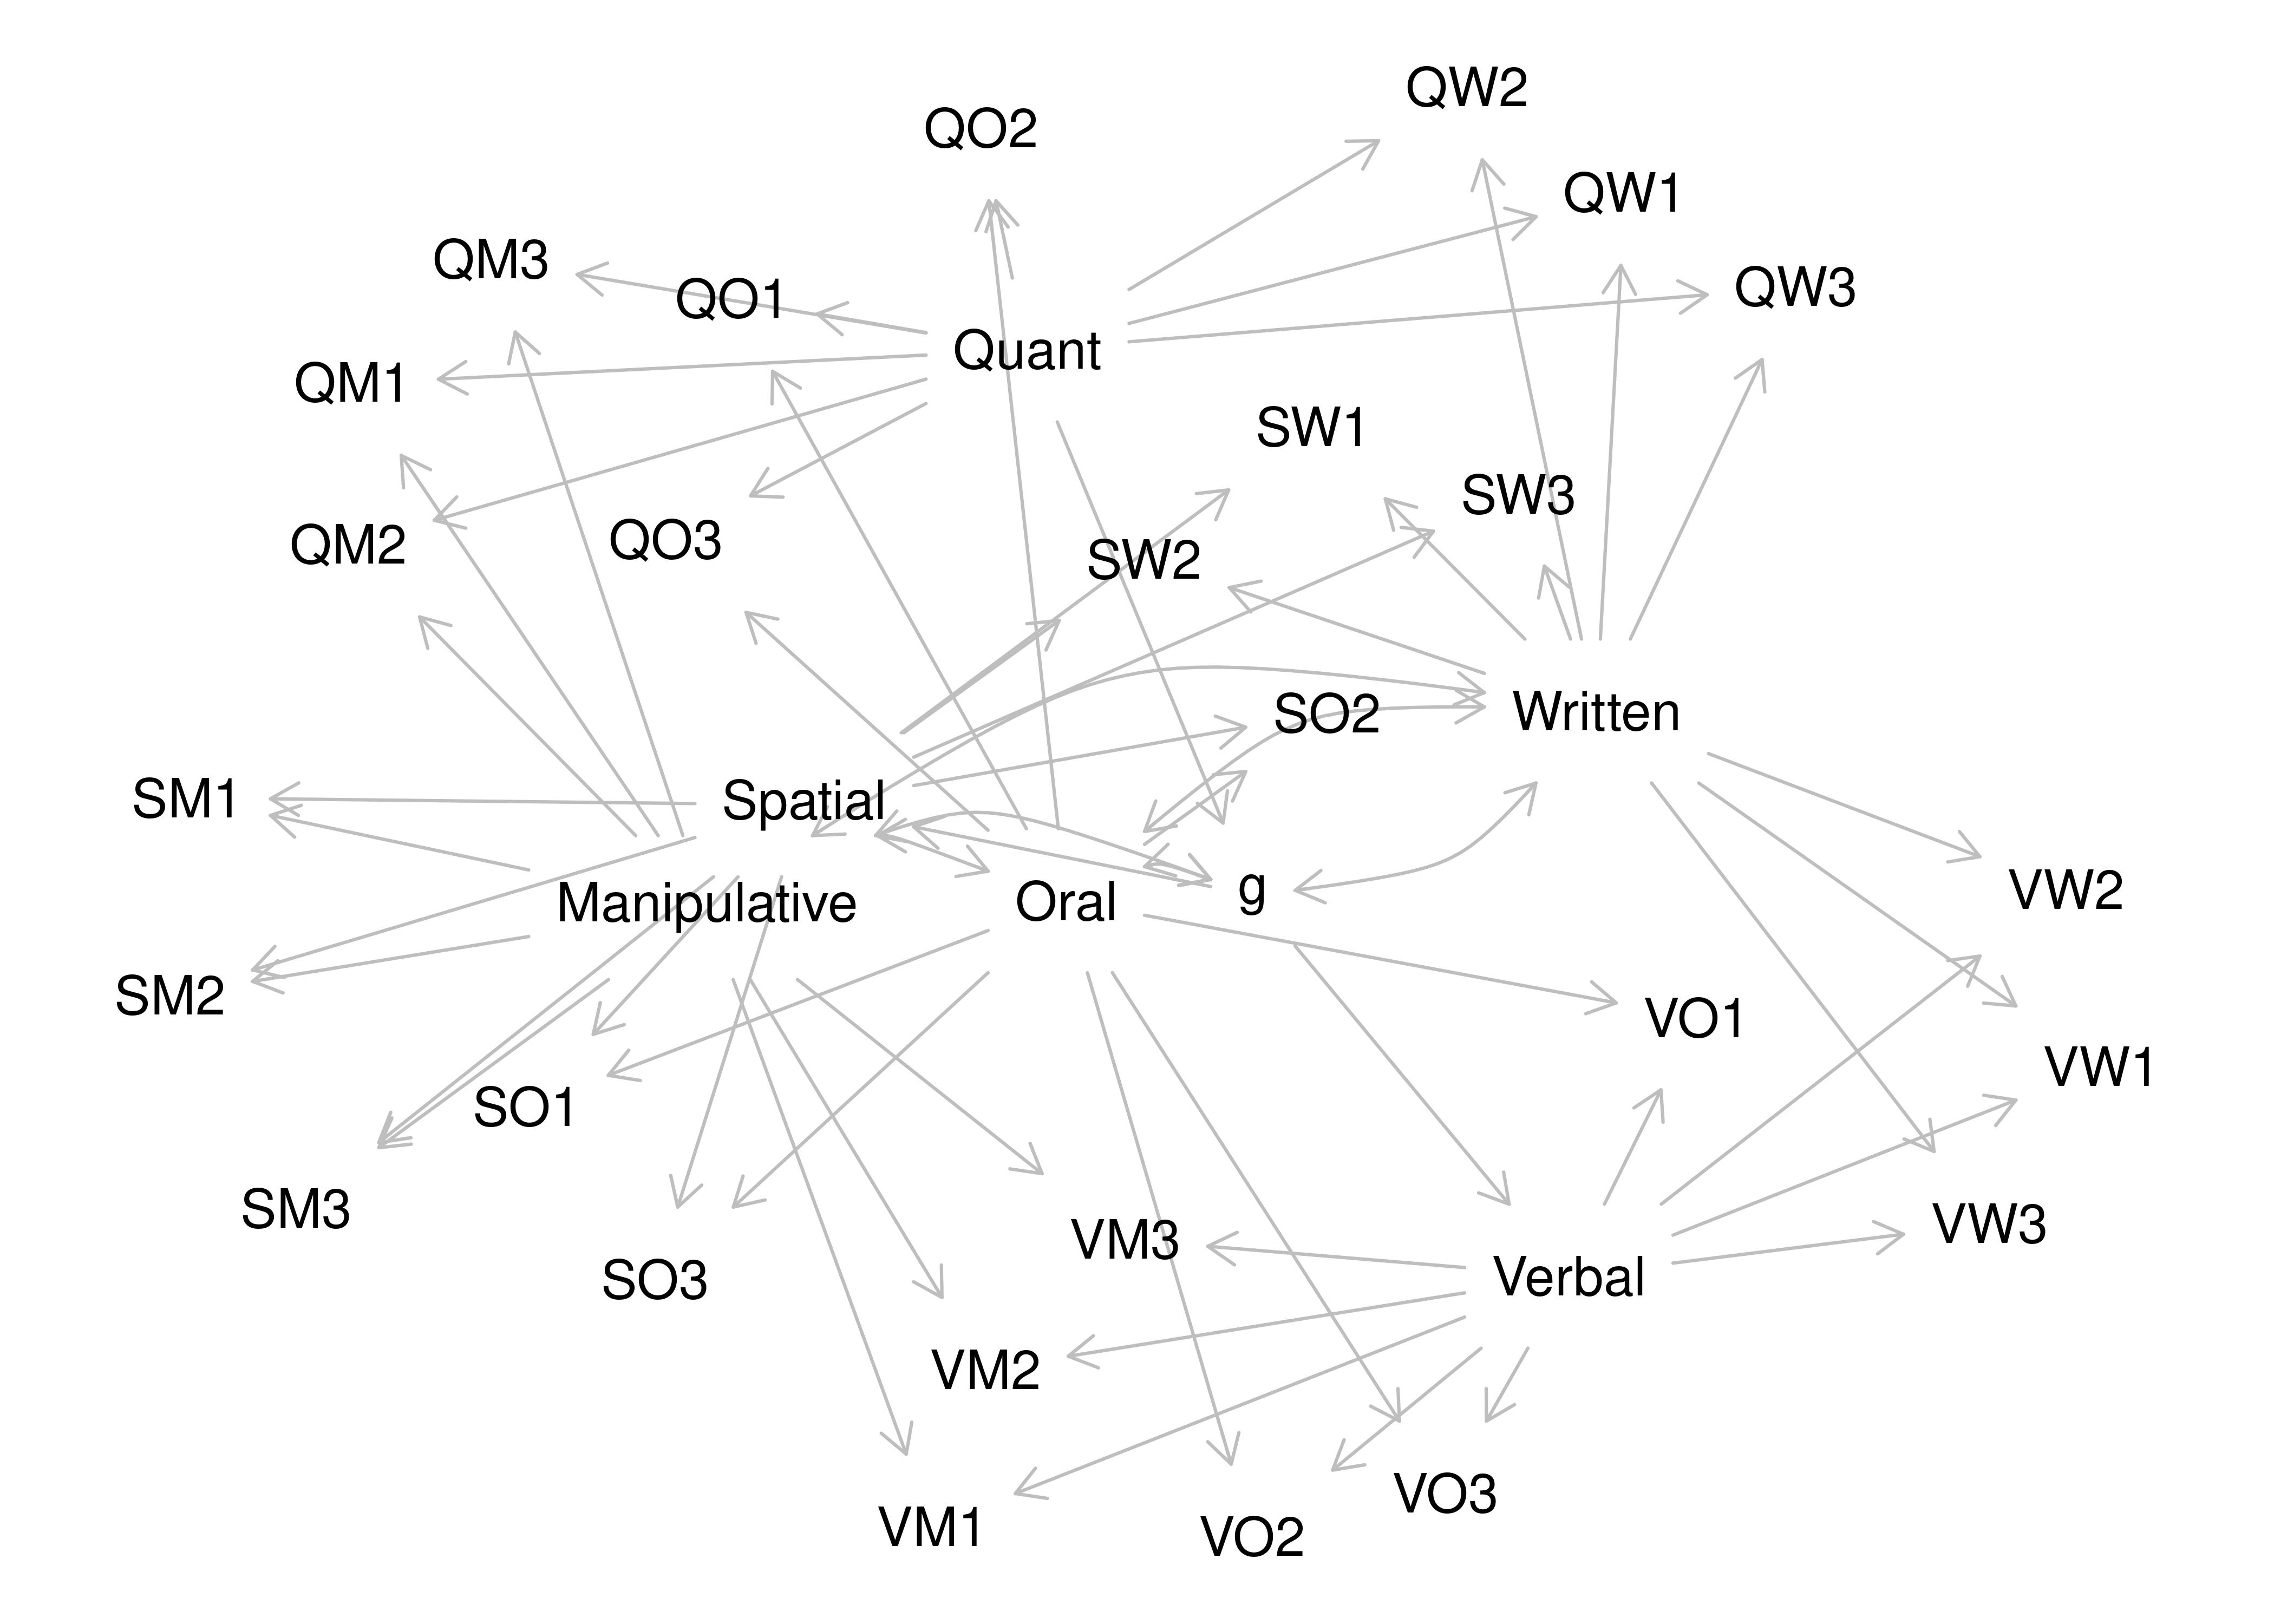 QW2
QO2
QW1
QM3
QO1
QW3
Quant
QM1
SW1
SW3
QM2
QO3
SW2
SO2
Written
SM1
Spatial
Manipulative
Oral
g
VW2
SM2
VO1
VW1
SO1
SM3
VM3
VW3
SO3
Verbal
VM2
VO3
VM1
VO2